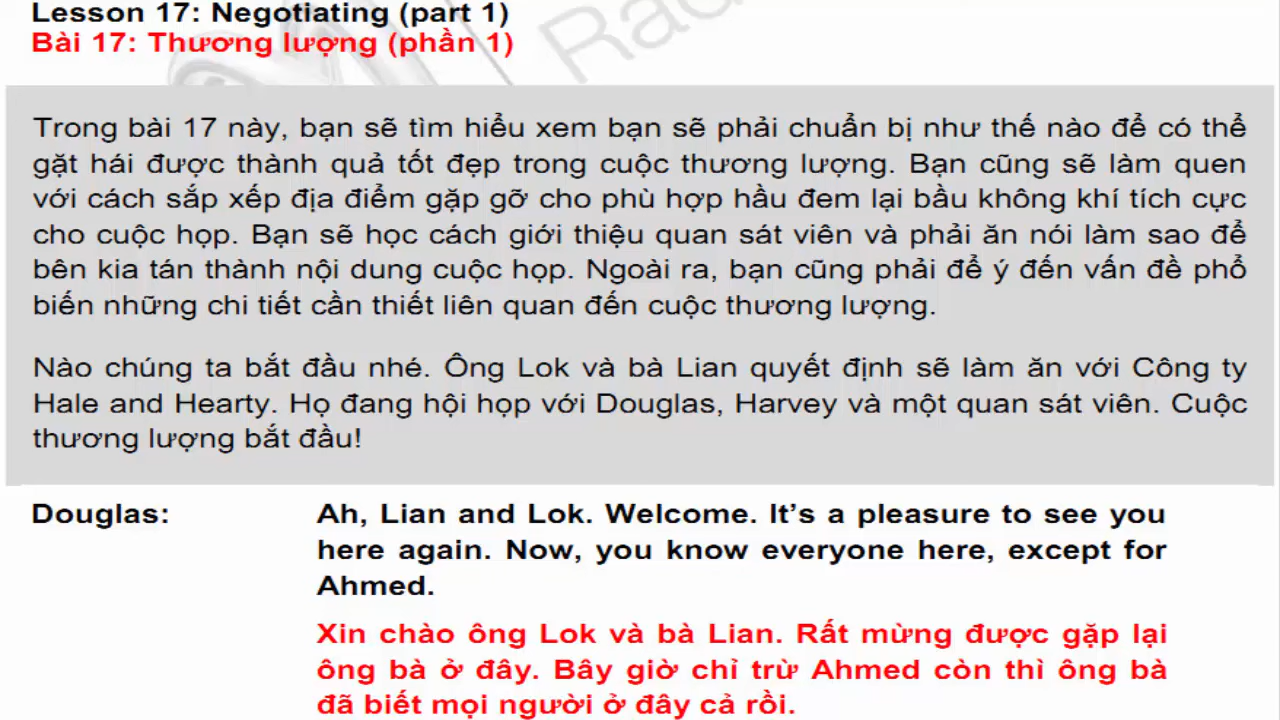 Lesson 17: Negotiating (part 1)
Bài 17: Thương lượng (phần 1)
Trong bài 17 này, bạn sẽ tìm hiểu xem bạn sẽ phải chuẩn bị như thế nào để có thể
gặt hái được thành quả tốt đẹp trong cuộc thương lượng. Bạn cũng sẽ làm quen
với cách sắp xếp địa điểm gặp gỡ cho phù hợp hầu đem lại bầu không khí tích cực
cho cuộc họp. Bạn sẽ học cách giới thiệu quan sát viên và phải ăn nói làm sao để
bên kia tán thành nội dung cuộc họp. Ngoài ra, bạn cũng phải để ý đến vấn đề phổ
biến những chi tiết cần thiết liên quan đến cuộc thương lượng.
Nào chúng ta bắt đầu nhé. Ông Lok và bà Lian quyết định sẽ làm ăn với Công ty
Hale and Hearty. Họ đang hội họp với Douglas, Harvey và một quan sát viên. Cuộc
thương lượng bắt đầu!
Douglas: Ah, Lian and Lok. Welcome. It’s a pleasure to see you
here again. Now, you know everyone here, except for
Ahmed.
Xin chào ông Lok và bà Lian. Rất mừng được gặp lại
ông bà ở đây. Bây giờ chỉ trừ Ahmed còn thì ông bà
đã biết mọi người ở đây cả rồi.